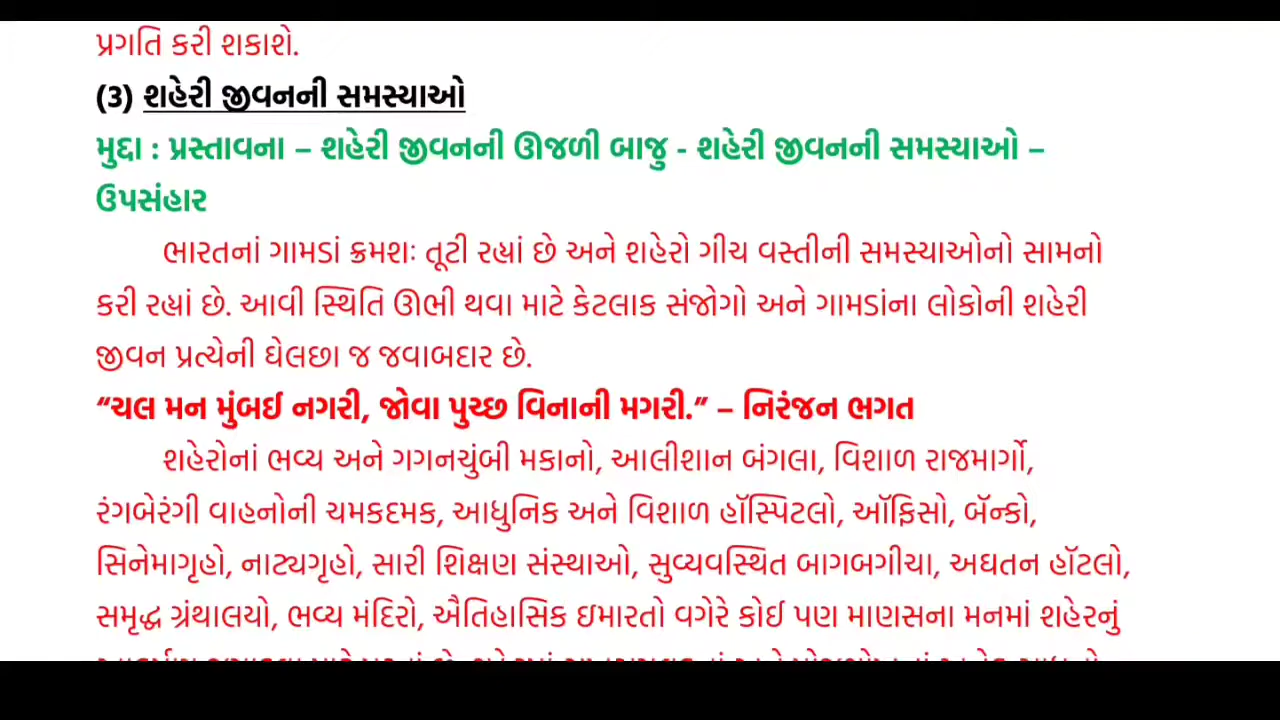 પ્રગતિ કરી શકાશે.
(3) શહેરી જીવનની સમસ્યાઓ
મુદ્દા : પ્રસ્તાવના – શહેરી જીવનની ઊજળી બાજુ - શહેરી જીવનની સમસ્યાઓ –
ઉપસંહાર
ભારતનાં ગામડાં ક્રમશઃ તૂટી રહ્યાં છે અને શહેરો ગીચ વસ્તીની સમસ્યાઓનો સામનો
કરી રહ્યાં છે. આવી સ્થિતિ ઊભી થવા માટે કેટલાક સંજોગો અને ગામડાંના લોકોની શહેરી
જીવન પ્રત્યેની ઘેલછા જ જવાબદાર છે.
“ચલ મન મુંબઈ નગરી, જોવા પુચ્છ વિનાની મગરી.” – નિરંજન ભગત
શહેરોનાં ભવ્ય અને ગગનચુંબી મકાનો, આલીશાન બંગલા, વિશાળ રાજમાર્ગો,
રંગબેરંગી વાહનોની ચમકદમક, આધુનિક અને વિશાળ હૉસ્પિટલો, ઑફિસો, બૅન્કો,
સિનેમાગૃહો, નાટ્યગૃહો, સારી શિક્ષણ સંસ્થાઓ, સુવ્યવસ્થિત બાગબગીચા, અઘતન હૉટલો,
સમૃદ્ધ ગ્રંથાલયો, ભવ્ય મંદિરો, ઐતિહાસિક ઇમારતો વગેરે કોઈ પણ માણસના મનમાં શહેરનું